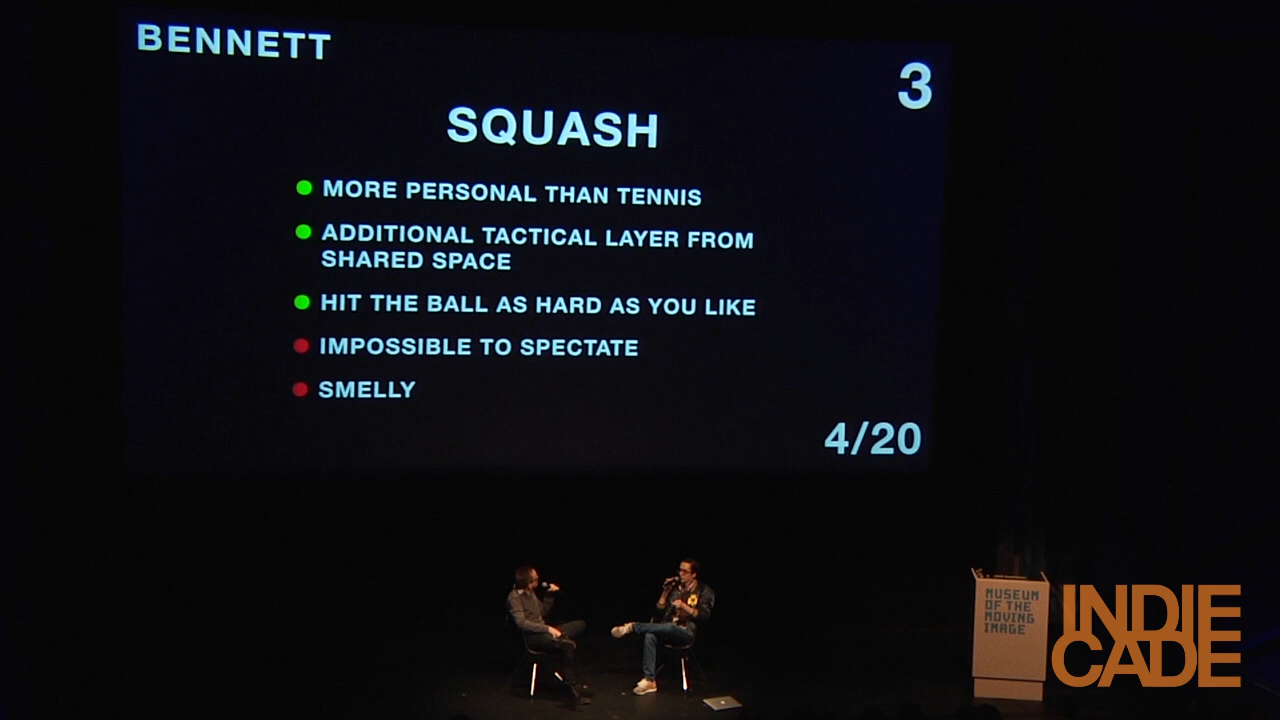 BENNETT
3
SQUASH
MORE PERSONAL THAN TENNIS
ADDITIONAL TACTICAL LAYER FROM
SHARED SPACE
HIT THE BALL AS HARD AS YOU LIKE
IMPOSSIBLE TO SPECTATE
SMELLY
4/20
MUSEUM
OF THE
MOVING
IMAGE
INDIE
CADE